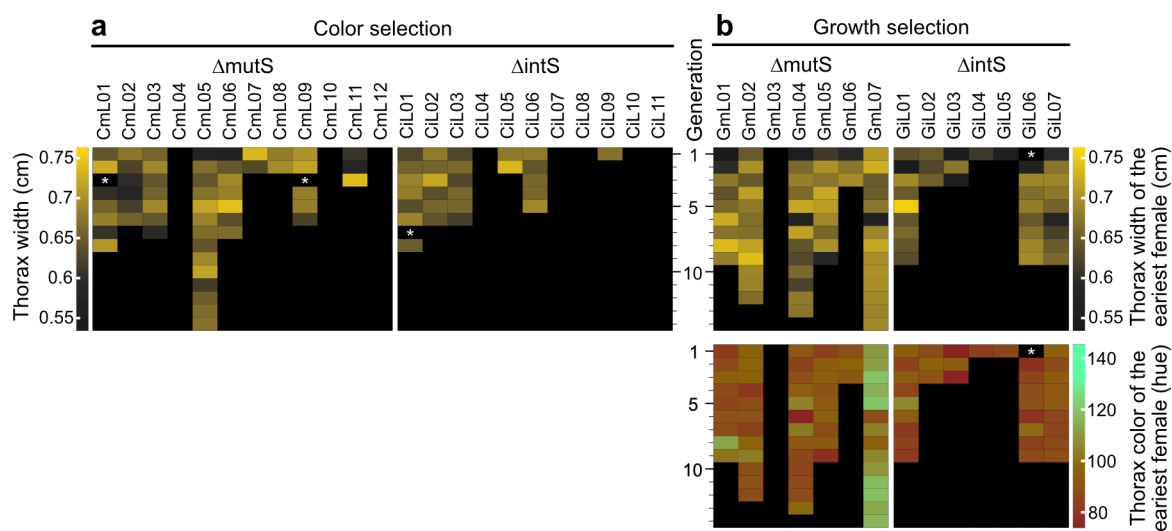 a
Color selection
b
Growth selection
ΔmutS
ΔintS
Generation
ΔmutS
ΔintS
CmL01
CmL02
CmL03
CmL04
CmL05
CmL06
CmL07
CmL08
CmL09
CmL10
CmL11
CmL12
CiL01
CiL02
CiL03
CiL04
CiL05
CiL06
CiL07
CiL08
CiL09
CiL10
CiL11
GmL01
GmL02
GmL03
GmL04
GmL05
GmL06
GmL07
GiL01
GiL02
GiL03
GiL04
GiL05
GiL06
GiL07
Thorax width (cm)
0.75
0.7
0.65
0.6
0.55
*
*
*
1
5
10
*
0.75
0.7
0.65
0.6
0.55
Thorax width of the
eariest female (cm)
1
5
10
*
140
120
100
80
Thorax color of the
eariest female (hue)